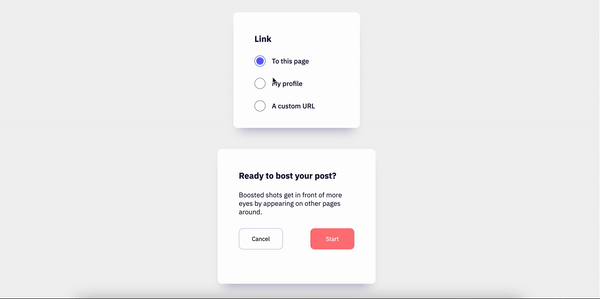 Link
To this page
My profile
A custom URL
Ready to bost your post?
Boosted shots get in front of more
eyes by appearing on other pages
around.
Cancel
Start